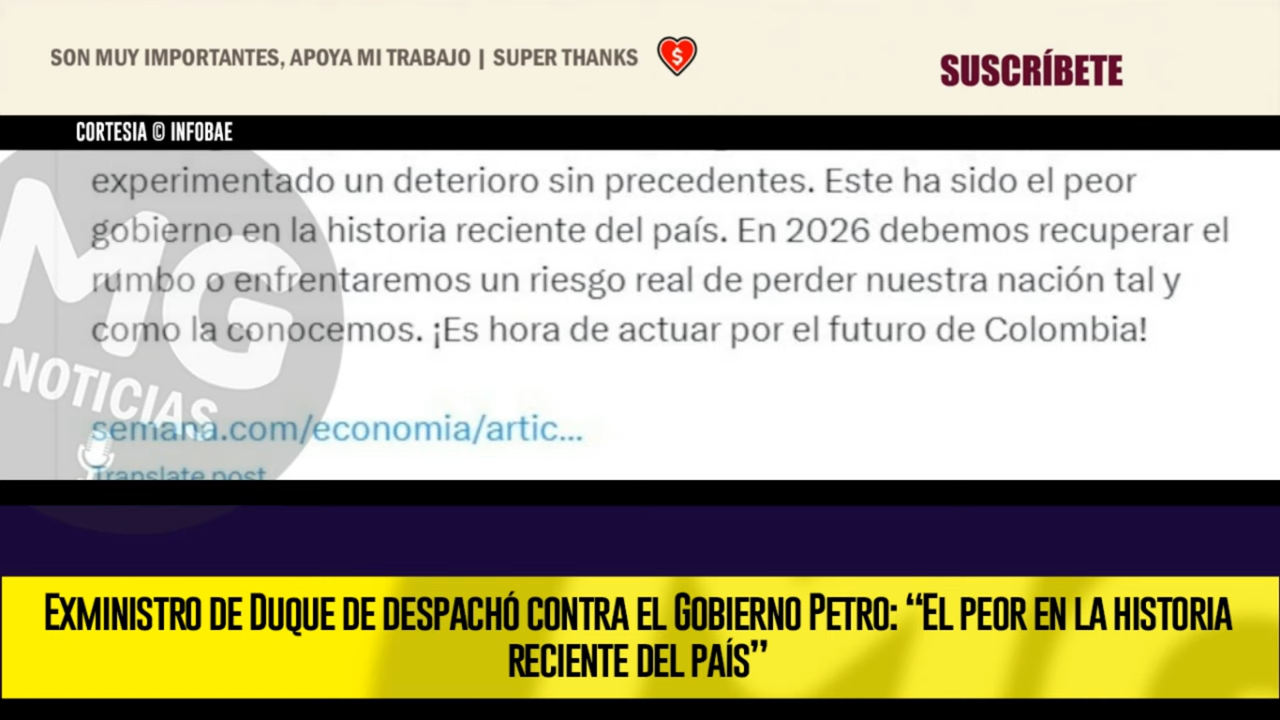 SON MUY IMPORTANTES, APOYA MI TRABAJO | SUPER THANKS
SUSCRÍBETE
CORTESIA © INFOBAE
experimentado un deterioro sin precedentes. Este ha sido el peor
gobierno en la historia reciente del país. En 2026 debemos recuperar el
rumbo o enfrentaremos un riesgo real de perder nuestra nación tal y
como la conocemos. ¡Es hora de actuar por el futuro de Colombia!
MG
NOTICIAS
semana.com/economia/artic...
Translate post
EXMINISTRO DE DUQUE DE DESPACHÓ CONTRA EL GOBIERNO PETRO: “EL PEOR EN LA HISTORIA
RECIENTE DEL PAÍS”